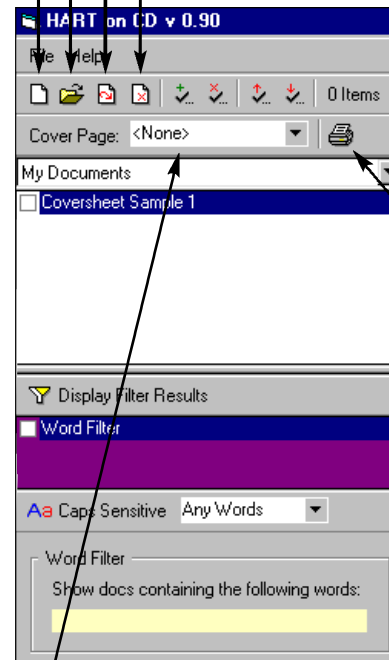 HART on CD v 0.90
File Help
0 Items
Cover Page: <None>
My Documents
Coversheet Sample 1
Display Filter Results
Word Filter
Aa Caps Sensitive Any Words
Word Filter
Show docs containing the following words: